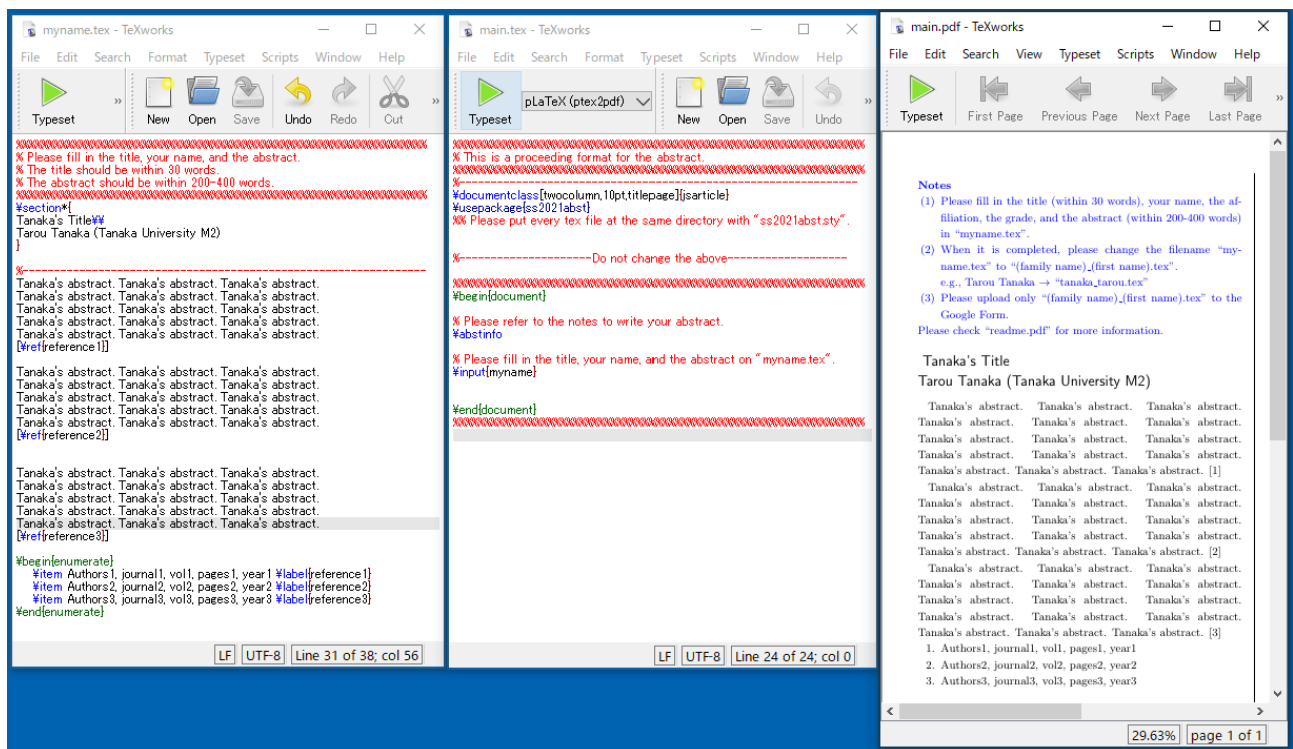 myname.tex - TeXworks
File Edit Search Format Typeset Scripts Window Help
Typeset » New Open Save Undo Redo Cut »
%%%%%%%%%%%%%%%%%%%%%%%%%%%%%%%%%%%%%%%%%%%%%%%%%%
% Please fill in the title, your name, and the abstract.
% The title should be within 30 words.
% The abstract should be within 200-400 words.
%%%%%%%%%%%%%%%%%%%%%%%%%%%%%%%%%%%%%%%%%%%%%%%%%%
¥section*{
Tanaka's Title¥¥
Tarou Tanaka (Tanaka University M2)
}
%------------------------------------------------------------------
Tanaka's abstract. Tanaka's abstract. Tanaka's abstract.
Tanaka's abstract. Tanaka's abstract. Tanaka's abstract.
Tanaka's abstract. Tanaka's abstract. Tanaka's abstract.
Tanaka's abstract. Tanaka's abstract. Tanaka's abstract.
Tanaka's abstract. Tanaka's abstract. Tanaka's abstract.
[¥ref{reference1}]
Tanaka's abstract. Tanaka's abstract. Tanaka's abstract.
Tanaka's abstract. Tanaka's abstract. Tanaka's abstract.
Tanaka's abstract. Tanaka's abstract. Tanaka's abstract.
Tanaka's abstract. Tanaka's abstract. Tanaka's abstract.
Tanaka's abstract. Tanaka's abstract. Tanaka's abstract.
[¥ref{reference2}]
Tanaka's abstract. Tanaka's abstract. Tanaka's abstract.
Tanaka's abstract. Tanaka's abstract. Tanaka's abstract.
Tanaka's abstract. Tanaka's abstract. Tanaka's abstract.
Tanaka's abstract. Tanaka's abstract. Tanaka's abstract.
Tanaka's abstract. Tanaka's abstract. Tanaka's abstract.
[¥ref{reference3}]
¥begin{enumerate}
¥item Authors1, journal1, vol1, pages1, year1 ¥label{reference1}
¥item Authors2, journal2, vol2, pages2, year2 ¥label{reference2}
¥item Authors3, journal3, vol3, pages3, year3 ¥label{reference3}
¥end{enumerate}
LF UTF-8 Line 31 of 38; col 56
main.tex - TeXworks
File Edit Search Format Typeset Scripts Window Help
Typeset pLaTeX (ptex2pdf) New Open Save Undo »
%%%%%%%%%%%%%%%%%%%%%%%%%%%%%%%%%%%%%%%%%%%%%%%%%%
% This is a proceeding format for the abstract.
%%%%%%%%%%%%%%%%%%%%%%%%%%%%%%%%%%%%%%%%%%%%%%%%%%
%------------------------------------------------------------------
¥documentclass[twocolumn,10pt,titlepage]{jsarticle}
¥usepackage{ss2021abst}
%% Please put every tex file at the same directory with "ss2021abst.sty".
%----------------------Do not change the above--------------------
%%%%%%%%%%%%%%%%%%%%%%%%%%%%%%%%%%%%%%%%%%%%%%%%%%
¥begin{document}
% Please refer to the notes to write your abstract.
¥abstinfo
% Please fill in the title, your name, and the abstract on "myname.tex".
¥input{myname}
¥end{document}
%%%%%%%%%%%%%%%%%%%%%%%%%%%%%%%%%%%%%%%%%%%%%%%%%%
LF UTF-8 Line 24 of 24; col 0
main.pdf - TeXworks
File Edit Search View Typeset Scripts Window Help
Typeset First Page Previous Page Next Page Last Page »
Notes
(1) Please fill in the title (within 30 words), your name, the af-
filiation, the grade, and the abstract (within 200-400 words)
in “myname.tex”.
(2) When it is completed, please change the filename “my-
name.tex” to “(family name)_(first name).tex”.
e.g., Tarou Tanaka → “tanaka_tarou.tex”
(3) Please upload only “(family name)_(first name).tex” to the
Google Form.
Please check “readme.pdf” for more information.
Tanaka's Title
Tarou Tanaka (Tanaka University M2)
Tanaka's abstract. Tanaka's abstract. Tanaka's abstract.
Tanaka's abstract. Tanaka's abstract. Tanaka's abstract.
Tanaka's abstract. Tanaka's abstract. Tanaka's abstract.
Tanaka's abstract. Tanaka's abstract. Tanaka's abstract.
Tanaka's abstract. Tanaka's abstract. Tanaka's abstract. [1]
Tanaka's abstract. Tanaka's abstract. Tanaka's abstract.
Tanaka's abstract. Tanaka's abstract. Tanaka's abstract.
Tanaka's abstract. Tanaka's abstract. Tanaka's abstract.
Tanaka's abstract. Tanaka's abstract. Tanaka's abstract.
Tanaka's abstract. Tanaka's abstract. Tanaka's abstract. [2]
Tanaka's abstract. Tanaka's abstract. Tanaka's abstract.
Tanaka's abstract. Tanaka's abstract. Tanaka's abstract.
Tanaka's abstract. Tanaka's abstract. Tanaka's abstract.
Tanaka's abstract. Tanaka's abstract. Tanaka's abstract.
Tanaka's abstract. Tanaka's abstract. Tanaka's abstract. [3]
1. Authors1, journal1, vol1, pages1, year1
2. Authors2, journal2, vol2, pages2, year2
3. Authors3, journal3, vol3, pages3, year3
29.63% page 1 of 1